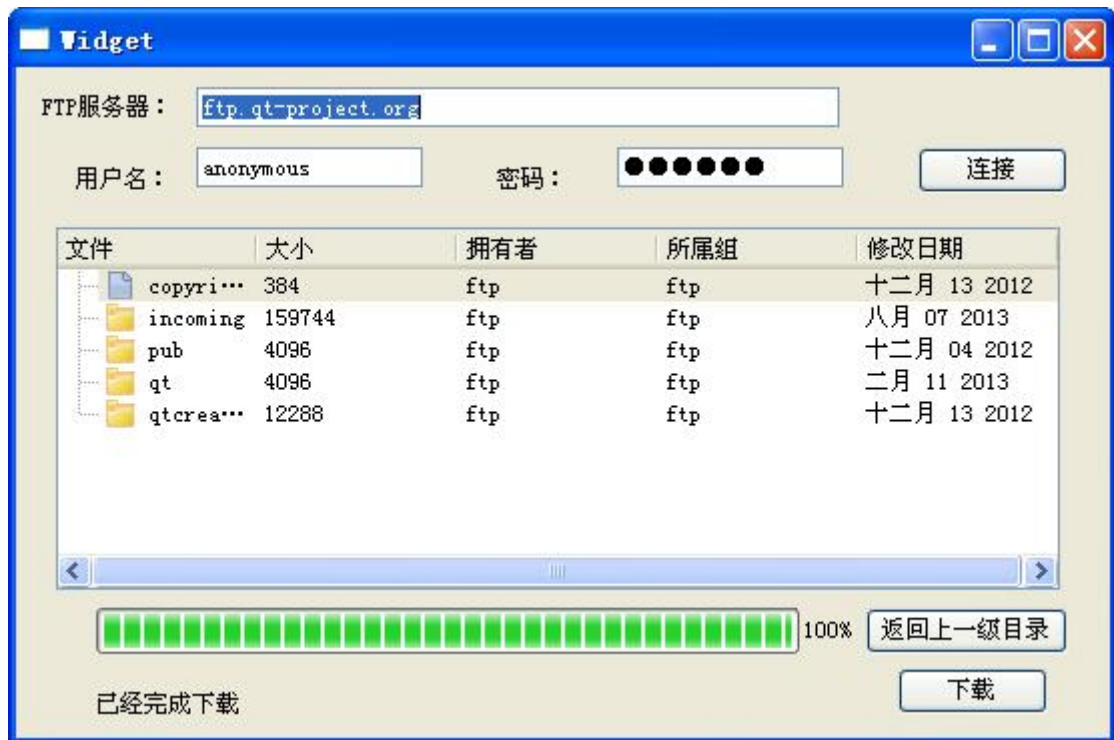 Widget
FTP服务器： ftp.qt-project.org
用户名： anonymous 密码： ●●●●●● 连接
文件 大小 拥有者 所属组 修改日期
copyri… 384 ftp ftp 十二月 13 2012
incoming 159744 ftp ftp 八月 07 2013
pub 4096 ftp ftp 十二月 04 2012
qt 4096 ftp ftp 二月 11 2013
qtcrea… 12288 ftp ftp 十二月 13 2012
100% 返回上一级目录
已经完成下载 下载